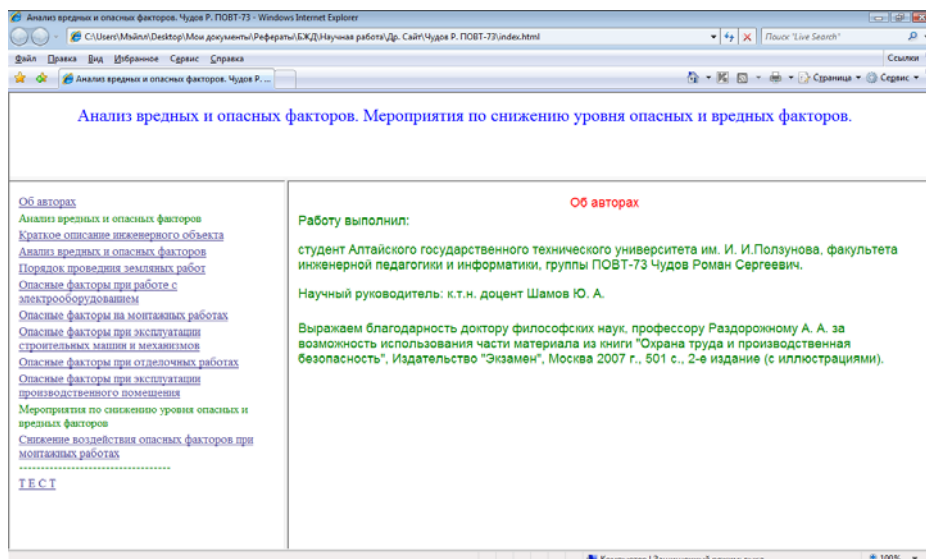 Анализ вредных и опасных факторов. Чудов Р. ПОВТ-73 - Windows Internet Explorer
C:\Users\Мэйпл\Desktop\Мои документы\Рефераты\БЖД\Научная работа\Др. Сайт\Чудов Р. ПОВТ-73\index.html
Поиск "Live Search"
Файл Правка Вид Избранное Сервис Справка
Ссылки
Анализ вредных и опасных факторов. Чудов Р. ...
Страница
Сервис
Анализ вредных и опасных факторов. Мероприятия по снижению уровня опасных и вредных факторов.
Об авторах
Анализ вредных и опасных факторов
Краткое описание инженерного объекта
Анализ вредных и опасных факторов
Порядок проведния земляных работ
Опасные факторы при работе с
электрооборудованием
Опасные факторы на монтажных работах
Опасные факторы при эксплуатации
строительных машин и механизмов
Опасные факторы при отделочных работах
Опасные факторы при эксплуатации
производственного помещения
Мероприятия по снижению уровня опасных и
вредных факторов
Снижение воздействия опасных факторов при
монтажных работах
-----------------------------------
Т Е С Т
Об авторах
Работу выполнил:
студент Алтайского государственного технического университета им. И. И.Ползунова, факультета
инженерной педагогики и информатики, группы ПОВТ-73 Чудов Роман Сергеевич.
Научный руководитель: к.т.н. доцент Шамов Ю. А.
Выражаем благодарность доктору философских наук, профессору Раздорожному А. А. за
возможность использования части материала из книги "Охрана труда и производственная
безопасность", Издательство "Экзамен", Москва 2007 г., 501 с., 2-е издание (с иллюстрациями).
100%